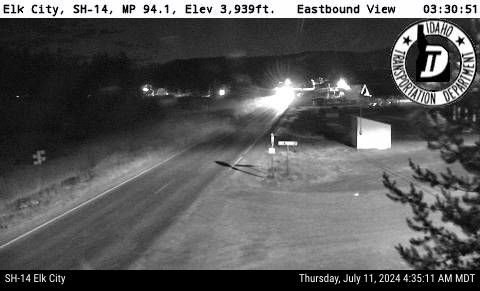 Elk City, SH-14, MP 94.1, Elev 3,939ft. Eastbound View 03:30:51
IDAHO
TRANSPORTATION DEPARTMENT
SH-14 Elk City Thursday, July 11, 2024 4:35:11 AM MDT